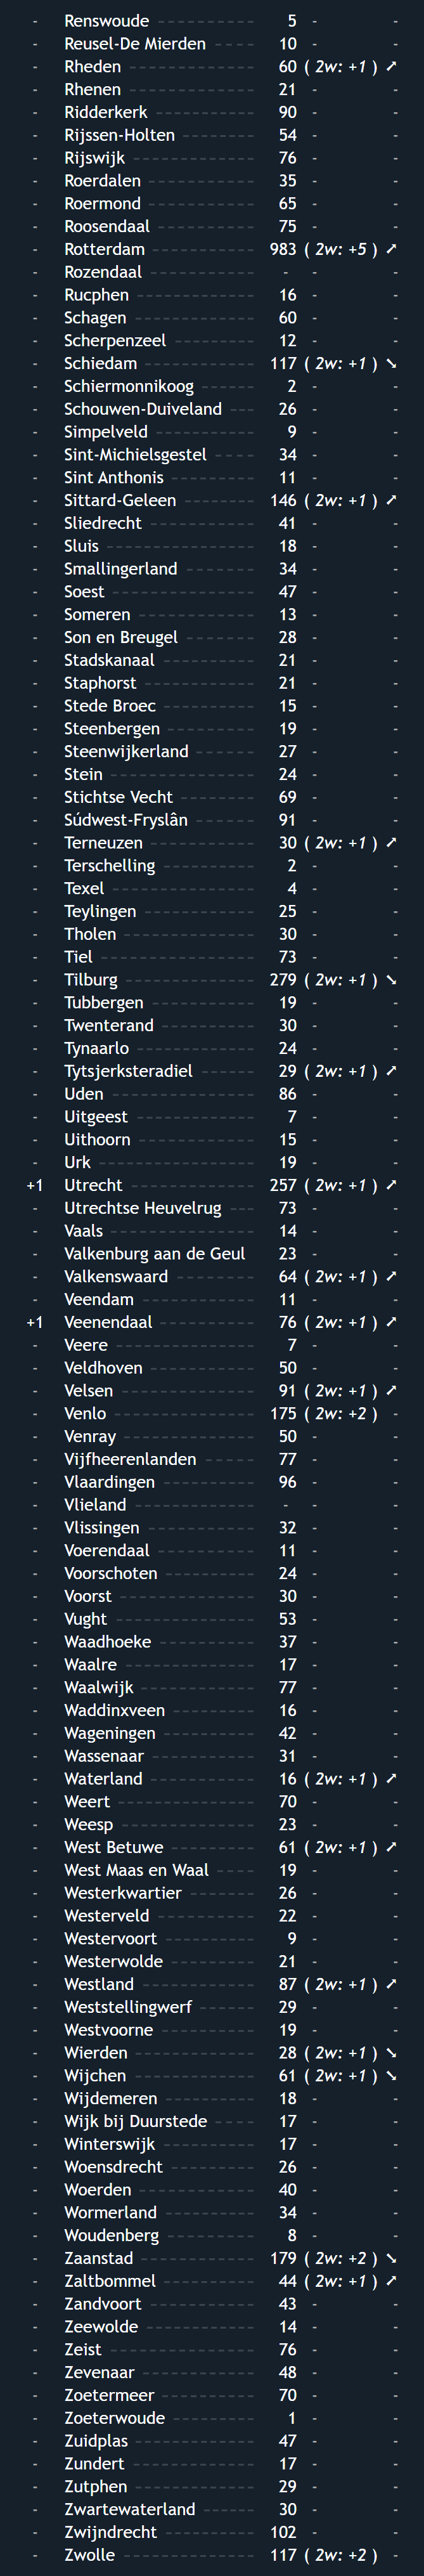 - Renswoude ----------- 5 - -
- Reusel-De Mierden ----- 10 - -
- Rheden --------------- 60 ( 2w: +1 ) ⤤
- Rhenen --------------- 21 - -
- Ridderkerk ----------- 90 - -
- Rijssen-Holten --------- 54 - -
- Rijswijk -------------- 76 - -
- Roerdalen ------------ 35 - -
- Roermond ------------ 65 - -
- Roosendaal ----------- 75 - -
- Rotterdam ------------ 983 ( 2w: +5 ) ⤤
- Rozendaal ------------ - - -
- Rucphen -------------- 16 - -
- Schagen -------------- 60 - -
- Scherpenzeel --------- 12 - -
- Schiedam ------------- 117 ( 2w: +1 ) ⤥
- Schiermonnikoog ------ 2 - -
- Schouwen-Duiveland --- 26 - -
- Simpelveld ----------- 9 - -
- Sint-Michielsgestel ----- 34 - -
- Sint Anthonis ---------- 11 - -
- Sittard-Geleen --------- 146 ( 2w: +1 ) ⤤
- Sliedrecht ------------ 41 - -
- Sluis ----------------- 18 - -
- Smallingerland -------- 34 - -
- Soest ---------------- 47 - -
- Someren ------------- 13 - -
- Son en Breugel -------- 28 - -
- Stadskanaal ---------- 21 - -
- Staphorst ------------- 21 - -
- Stede Broec ---------- 15 - -
- Steenbergen ---------- 19 - -
- Steenwijkerland ------- 27 - -
- Stein ---------------- 24 - -
- Stichtse Vecht -------- 69 - -
- Súdwest-Fryslân ------- 91 - -
- Terneuzen ------------ 30 ( 2w: +1 ) ⤤
- Terschelling ----------- 2 - -
- Texel ---------------- 4 - -
- Teylingen ------------ 25 - -
- Tholen --------------- 30 - -
- Tiel ------------------ 73 - -
- Tilburg --------------- 279 ( 2w: +1 ) ⤥
- Tubbergen ------------ 19 - -
- Twenterand ----------- 30 - -
- Tynaarlo ------------- 24 - -
- Tytsjerksteradiel ------ 29 ( 2w: +1 ) ⤤
- Uden ---------------- 86 - -
- Uitgeest -------------- 7 - -
- Uithoorn ------------- 15 - -
- Urk ------------------ 19 - -
+1 Utrecht -------------- 257 ( 2w: +1 ) ⤤
- Utrechtse Heuvelrug --- 73 - -
- Vaals ---------------- 14 - -
- Valkenburg aan de Geul 23 - -
- Valkenswaard --------- 64 ( 2w: +1 ) ⤤
- Veendam ------------- 11 - -
+1 Veenendaal ----------- 76 ( 2w: +1 ) ⤤
- Veere ---------------- 7 - -
- Veldhoven ------------ 50 - -
- Velsen --------------- 91 ( 2w: +1 ) ⤤
- Venlo ---------------- 175 ( 2w: +2 ) -
- Venray --------------- 50 - -
- Vijfheerenlanden ------ 77 - -
- Vlaardingen ----------- 96 - -
- Vlieland -------------- - - -
- Vlissingen ------------ 32 - -
- Voerendaal ----------- 11 - -
- Voorschoten ---------- 24 - -
- Voorst --------------- 30 - -
- Vught ---------------- 53 - -
- Waadhoeke ----------- 37 - -
- Waalre --------------- 17 - -
- Waalwijk ------------- 77 - -
- Waddinxveen ---------- 16 - -
- Wageningen ----------- 42 - -
- Wassenaar ------------ 31 - -
- Waterland ------------ 16 ( 2w: +1 ) ⤤
- Weert ---------------- 70 - -
- Weesp --------------- 23 - -
- West Betuwe ---------- 61 ( 2w: +1 ) ⤤
- West Maas en Waal ---- 19 - -
- Westerkwartier -------- 26 - -
- Westerveld ----------- 22 - -
- Westervoort ---------- 9 - -
- Westerwolde ---------- 21 - -
- Westland ------------- 87 ( 2w: +1 ) ⤤
- Weststellingwerf ------ 29 - -
- Westvoorne ----------- 19 - -
- Wierden -------------- 28 ( 2w: +1 ) ⤥
- Wijchen -------------- 61 ( 2w: +1 ) ⤥
- Wijdemeren ----------- 18 - -
- Wijk bij Duurstede ----- 17 - -
- Winterswijk ----------- 17 - -
- Woensdrecht ---------- 26 - -
- Woerden ------------- 40 - -
- Wormerland ---------- 34 - -
- Woudenberg ---------- 8 - -
- Zaanstad ------------- 179 ( 2w: +2 ) ⤥
- Zaltbommel ----------- 44 ( 2w: +1 ) ⤤
- Zandvoort ------------ 43 - -
- Zeewolde ------------ 14 - -
- Zeist ----------------- 76 - -
- Zevenaar ------------- 48 - -
- Zoetermeer ----------- 70 - -
- Zoeterwoude ---------- 1 - -
- Zuidplas -------------- 47 - -
- Zundert -------------- 17 - -
- Zutphen -------------- 29 - -
- Zwartewaterland ------ 30 - -
- Zwijndrecht ----------- 102 - -
- Zwolle --------------- 117 ( 2w: +2 ) -